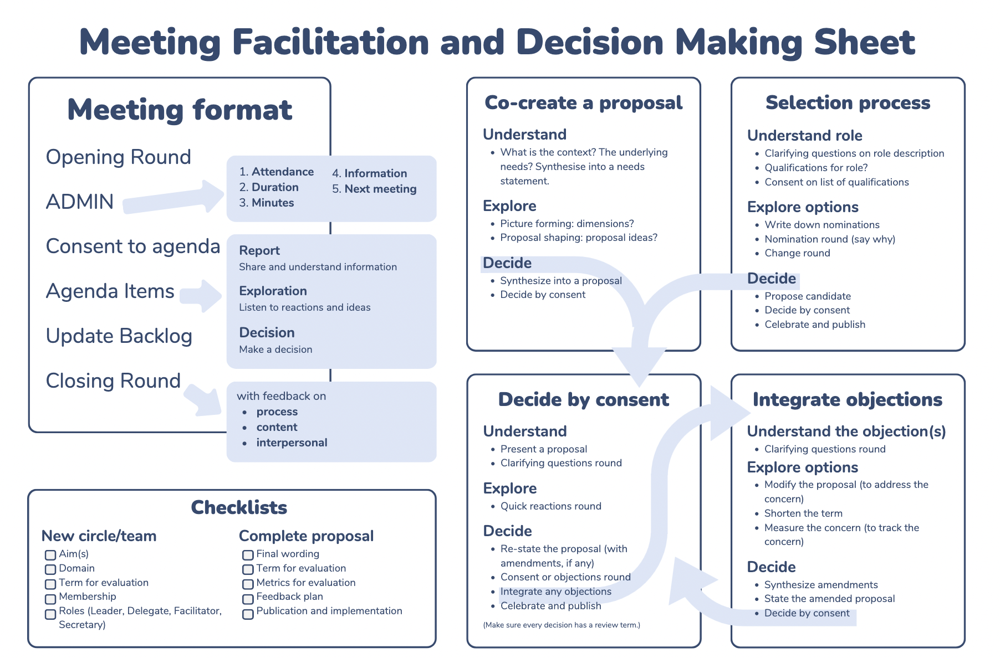 Meeting Facilitation and Decision Making Sheet
Meeting format
Opening Round
ADMIN
1. Attendance
2. Duration
3. Minutes
4. Information
5. Next meeting
Consent to agenda
Agenda Items
Report
Share and understand information
Exploration
Listen to reactions and ideas
Decision
Make a decision
Update Backlog
Closing Round
with feedback on
• process
• content
• interpersonal
Checklists
New circle/team
Aim(s)
Domain
Term for evaluation
Membership
Roles (Leader, Delegate, Facilitator,
Secretary)
Complete proposal
Final wording
Term for evaluation
Metrics for evaluation
Feedback plan
Publication and implementation
Co-create a proposal
Understand
• What is the context? The underlying
needs? Synthesise into a needs
statement.
Explore
• Picture forming: dimensions?
• Proposal shaping: proposal ideas?
Decide
• Synthesize into a proposal
• Decide by consent
Selection process
Understand role
• Clarifying questions on role description
• Qualifications for role?
• Consent on list of qualifications
Explore options
• Write down nominations
• Nomination round (say why)
• Change round
Decide
• Propose candidate
• Decide by consent
• Celebrate and publish
Decide by consent
Understand
• Present a proposal
• Clarifying questions round
Explore
• Quick reactions round
Decide
• Re-state the proposal (with
amendments, if any)
• Consent or objections round
• Integrate any objections
• Celebrate and publish
(Make sure every decision has a review term.)
Integrate objections
Understand the objection(s)
• Clarifying questions round
Explore options
• Modify the proposal (to address the
concern)
• Shorten the term
• Measure the concern (to track the
concern)
Decide
• Synthesize amendments
• State the amended proposal
• Decide by consent